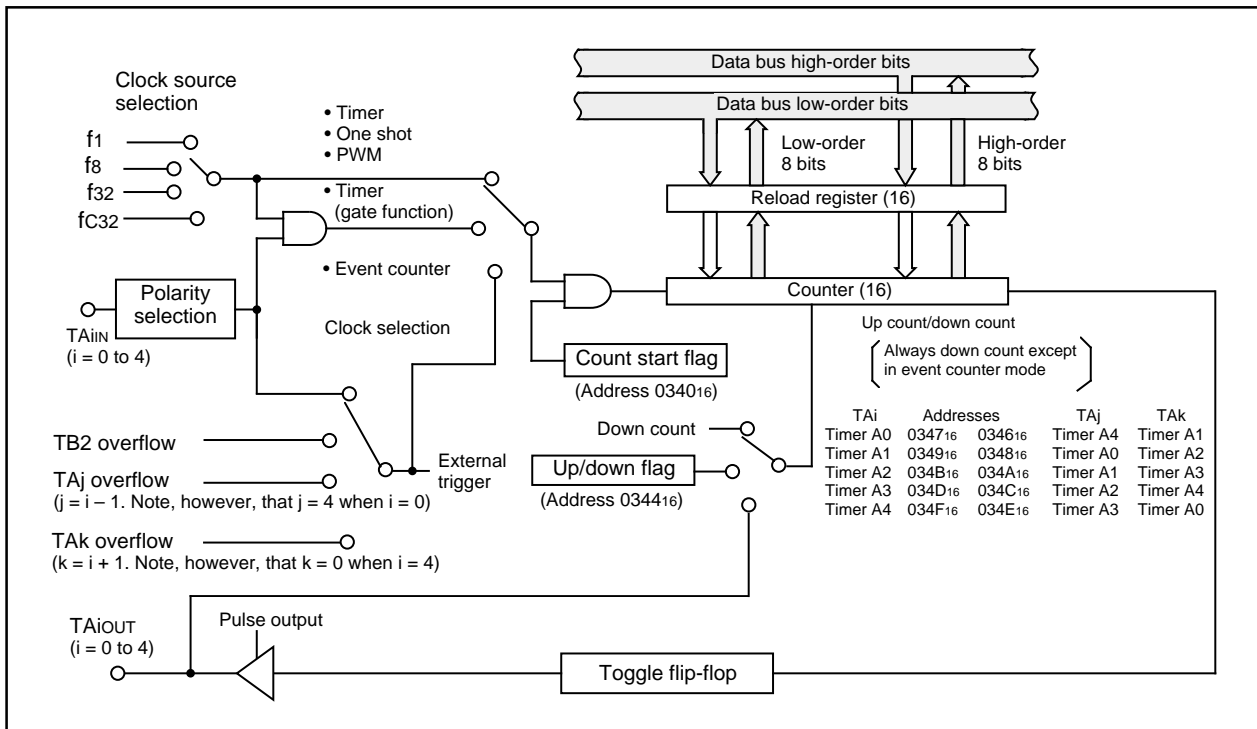 Clock source
selection
f1
f8
f32
fC32
• Timer
• One shot
• PWM
• Timer
(gate function)
• Event counter
Data bus high-order bits
Data bus low-order bits
Low-order
8 bits
High-order
8 bits
Reload register (16)
Counter (16)
Polarity
selection
TAiIN
(i = 0 to 4)
Clock selection
Count start flag
(Address 034016)
Up count/down count
Always down count except
in event counter mode
TAi Addresses TAj TAk
Timer A0 034716 034616 Timer A4 Timer A1
Timer A1 034916 034816 Timer A0 Timer A2
Timer A2 034B16 034A16 Timer A1 Timer A3
Timer A3 034D16 034C16 Timer A2 Timer A4
Timer A4 034F16 034E16 Timer A3 Timer A0
TB2 overflow
TAj overflow
(j = i – 1. Note, however, that j = 4 when i = 0)
TAk overflow
(k = i + 1. Note, however, that k = 0 when i = 4)
External
trigger
Down count
Up/down flag
(Address 034416)
TAiOUT
(i = 0 to 4)
Pulse output
Toggle flip-flop